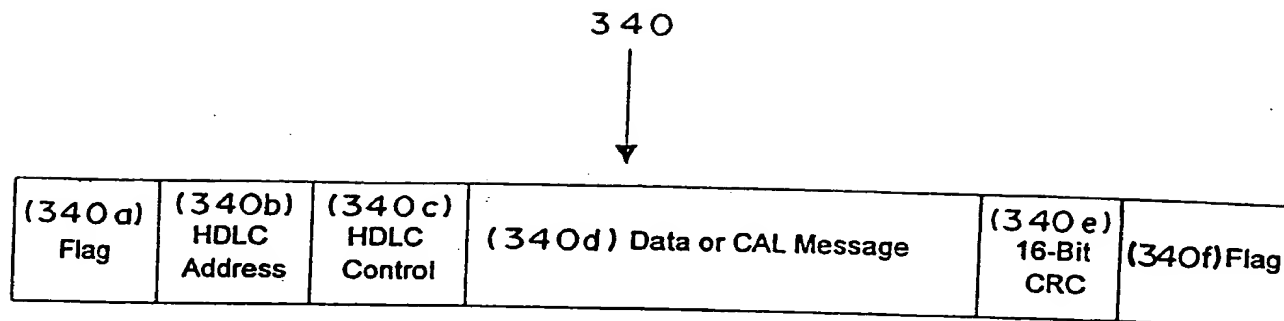 340
(340a)
Flag
(340b)
HDLC
Address
(340c)
HDLC
Control
(340d) Data or CAL Message
(340e)
16-Bit
CRC
(340f) Flag